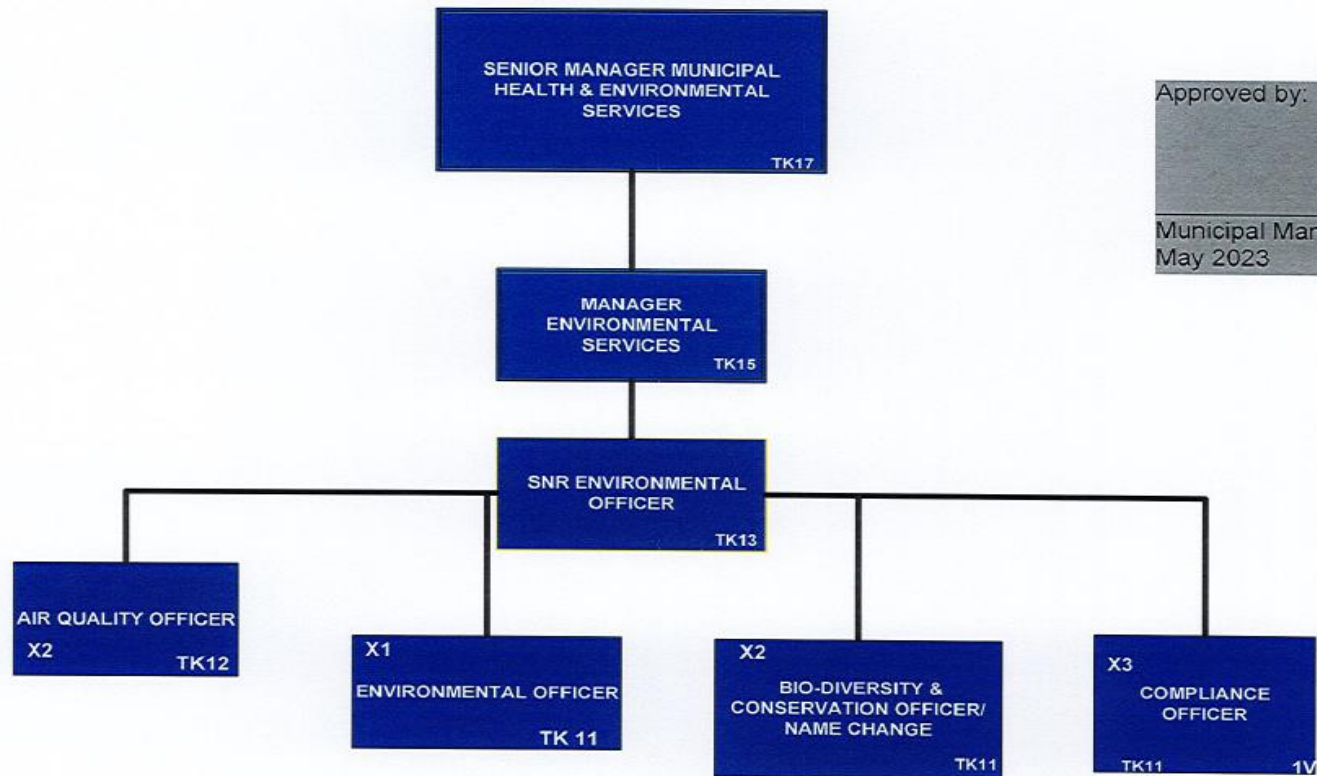 SENIOR MANAGER MUNICIPAL
HEALTH & ENVIRONMENTAL
SERVICES
TK17
Approved by:
Municipal
May 2023
MANAGER
ENVIRONMENTAL
SERVICES
TK15
SNR ENVIRONMENTAL
OFFICER
TK13
AIR QUALITY OFFICER
X2
TK12
X1
ENVIRONMENTAL OFFICER
TK 11
X2
BIO-DIVERSITY &
CONSERVATION OFFICER/
NAME CHANGE
TK11
X3
COMPLIANCE
OFFICER
TK11
1V